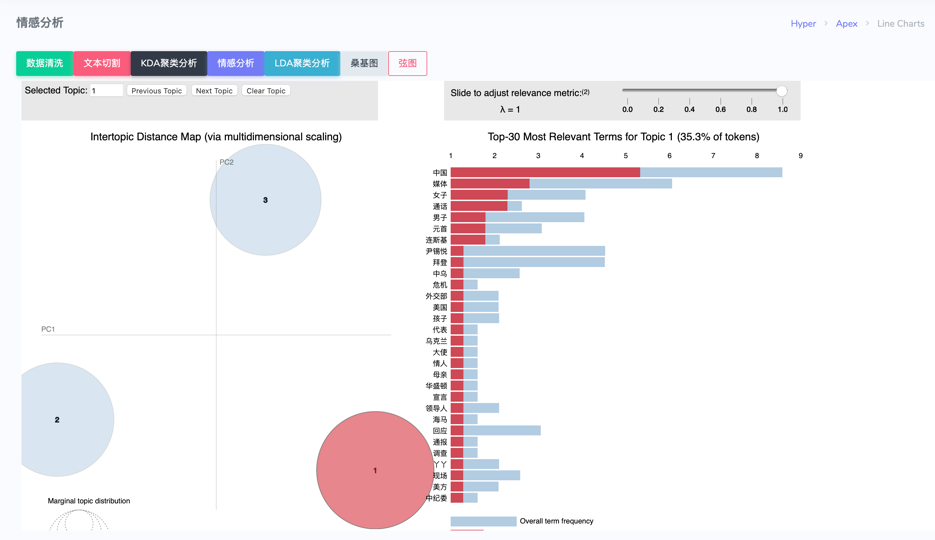 情感分析
Hyper > Apex > Line Charts
数据清洗 文本切割 KDA聚类分析 情感分析 LDA聚类分析 桑基图 弦图
Selected Topic: 1 Previous Topic Next Topic Clear Topic
Slide to adjust relevance metric:(2)
λ = 1
0.0 0.2 0.4 0.6 0.8 1.0
Intertopic Distance Map (via multidimensional scaling)
PC2
3
PC1
2
1
Marginal topic distribution
Top-30 Most Relevant Terms for Topic 1 (35.3% of tokens)
1 2 3 4 5 6 7 8 9
中国
媒体
女子
通话
男子
元首
连斯基
尹锡悦
拜登
中乌
危机
外交部
美国
孩子
代表
乌克兰
大使
情人
母亲
华盛顿
宣言
领导人
海马
回应
通报
调查
丫丫
现场
美方
中纪委
Overall term frequency